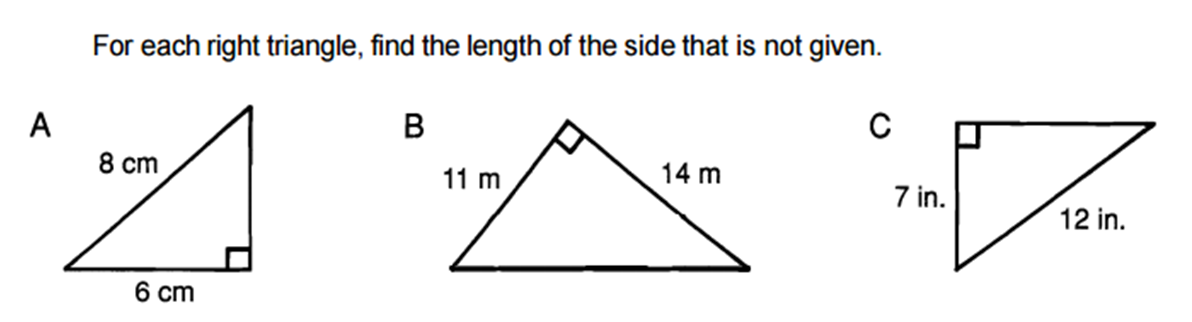 For each right triangle, find the length of the side that is not given.
A
8 cm
6 cm
B
11 m
14 m
C
7 in.
12 in.